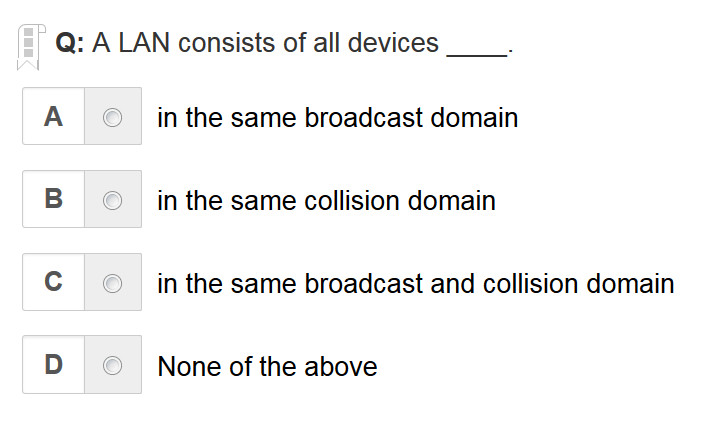 Q: A LAN consists of all devices ____.
A in the same broadcast domain
B in the same collision domain
C in the same broadcast and collision domain
D None of the above